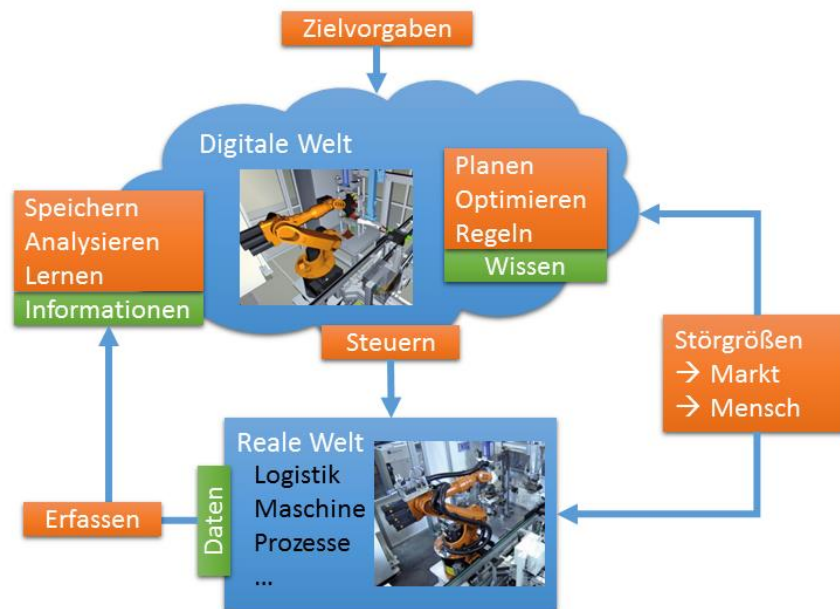 Zielvorgaben
Digitale Welt
Speichern
Analysieren
Lernen
Informationen
Planen
Optimieren
Regeln
Wissen
Steuern
Störgrößen
→ Markt
→ Mensch
Reale Welt
Logistik
Maschine
Prozesse
...
Daten
Erfassen